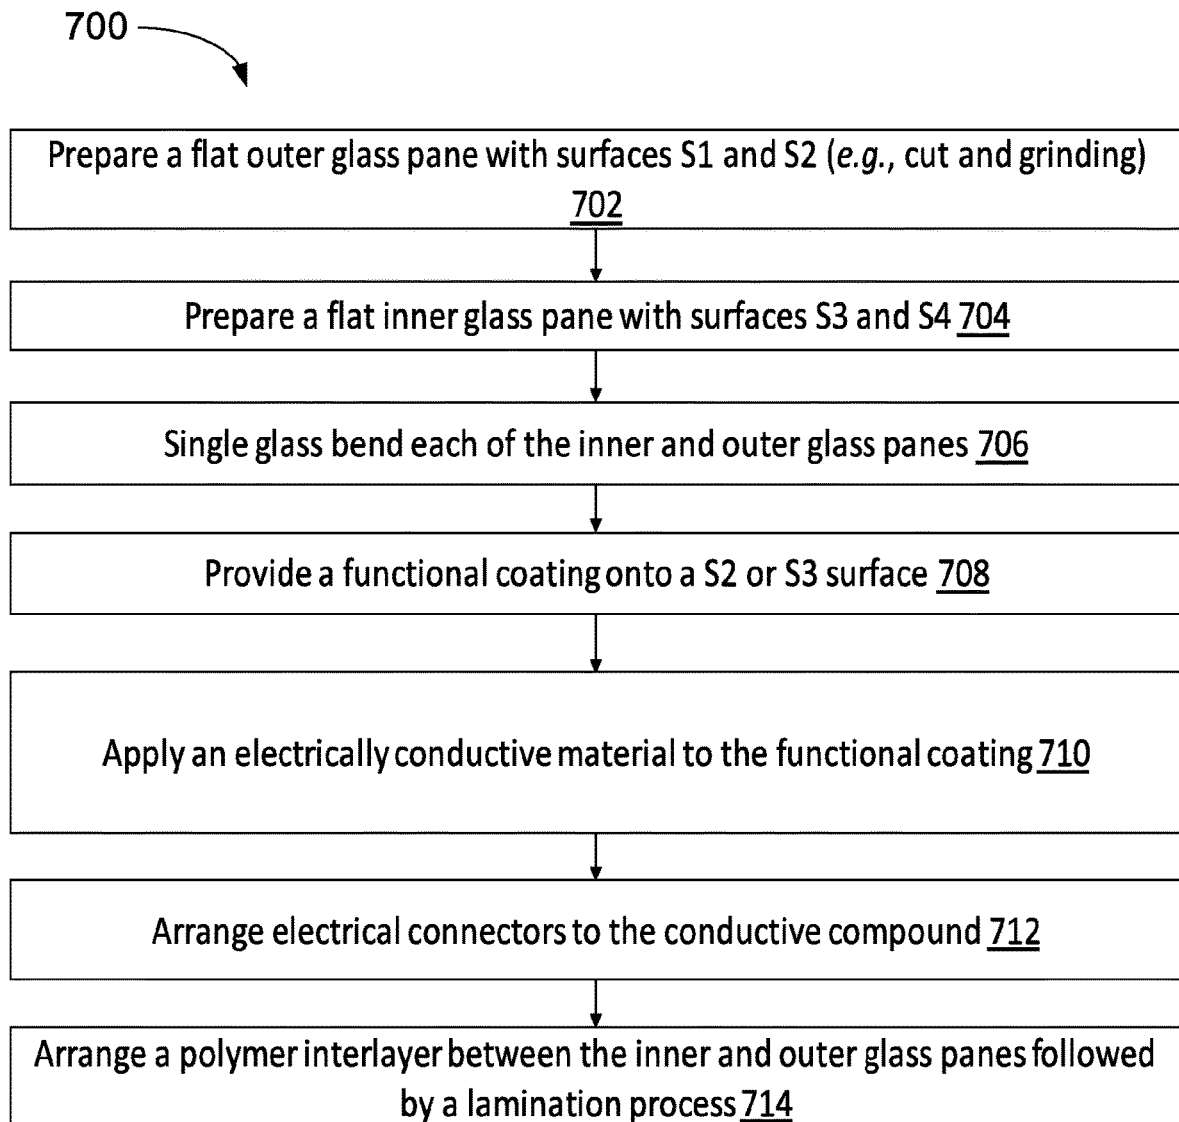 700
Prepare a flat outer glass pane with surfaces S1 and S2 (e.g., cut and grinding)
702
Prepare a flat inner glass pane with surfaces S3 and S4 704
Single glass bend each of the inner and outer glass panes 706
Provide a functional coating onto a S2 or S3 surface 708
Apply an electrically conductive material to the functional coating 710
Arrange electrical connectors to the conductive compound 712
Arrange a polymer interlayer between the inner and outer glass panes followed
by a lamination process 714